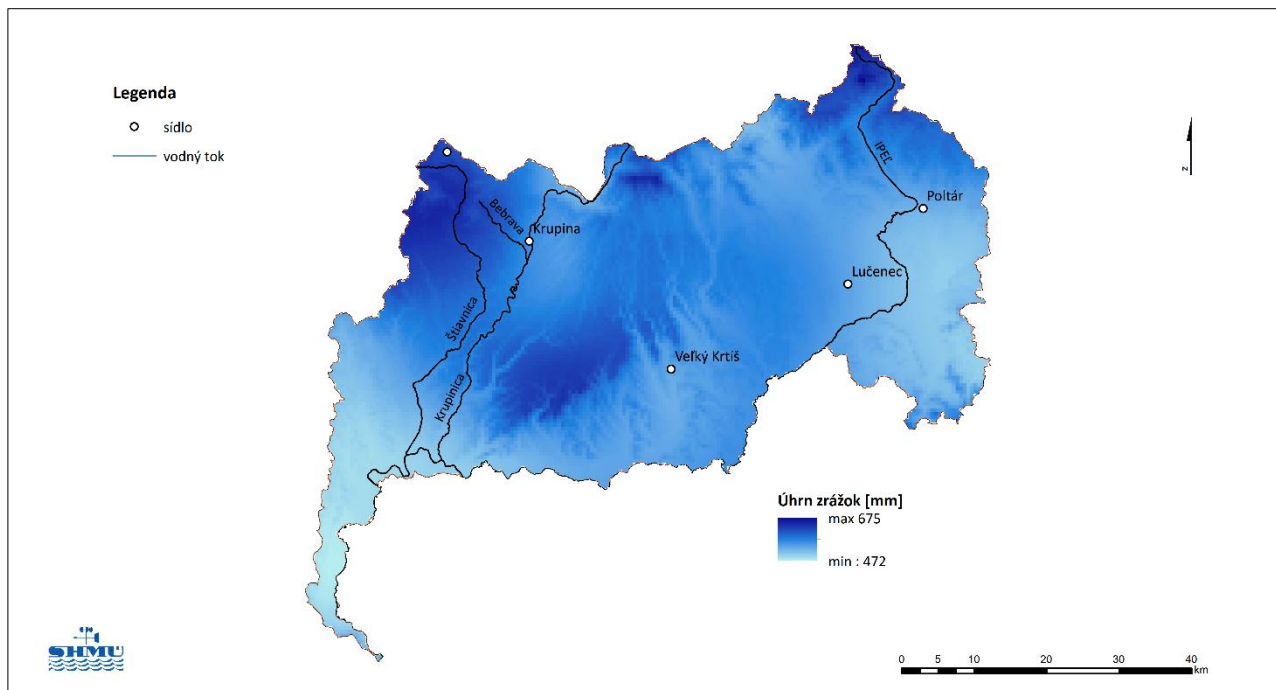 Legenda
sídlo
vodný tok
IPEĽ
Poltár
Bebrava
Krupina
Lučenec
Štiavnica
Veľký Krtíš
Krupinica
Úhrn zrážok [mm]
max 675
min : 472
SHMÚ
N
0 5 10 20 30 40
km